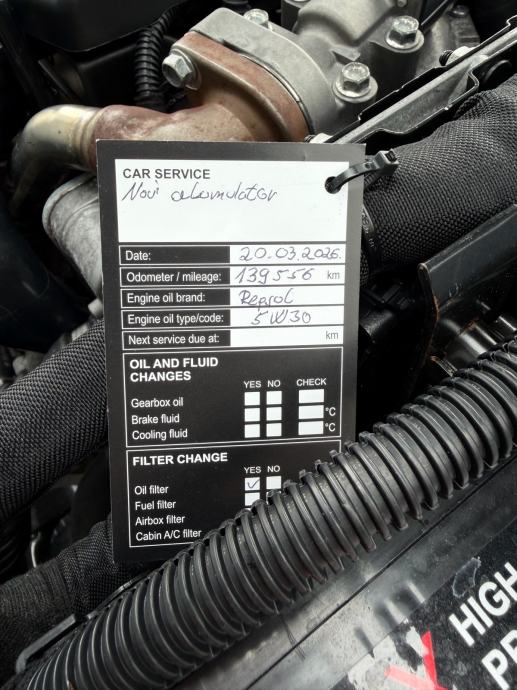 CAR SERVICE
Novi akumulator
Date: 20.03.2026.
Odometer / mileage: 139556 km
Engine oil brand: Repsol
Engine oil type/code: 5W30
Next service due at: km
OIL AND FLUID
CHANGES
YES NO CHECK
Gearbox oil
Brake fluid °C
Cooling fluid °C
FILTER CHANGE
YES NO
Oil filter ✓
Fuel filter
Airbox filter
Cabin A/C filter
HIGH